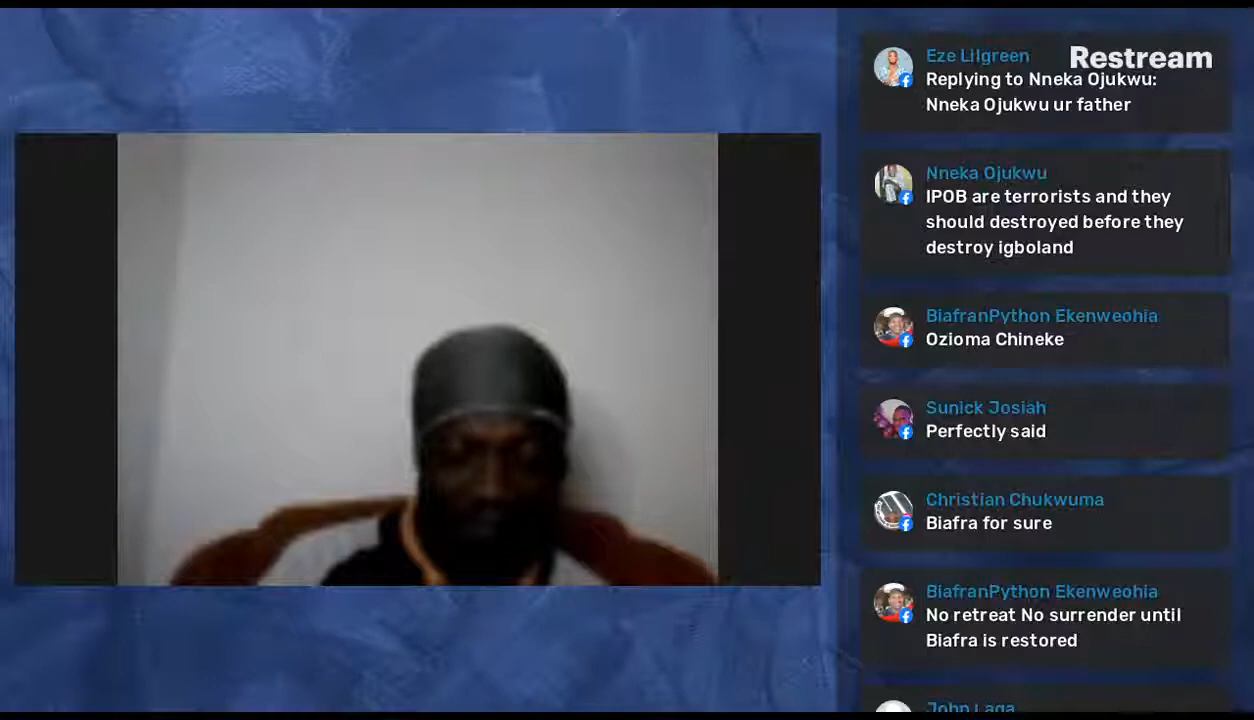 Restream
Eze Lilgreen
Replying to Nneka Ojukwu:
Nneka Ojukwu ur father
Nneka Ojukwu
IPOB are terrorists and they
should destroyed before they
destroy igboland
BiafranPython Ekenweohia
Ozioma Chineke
Sunick Josiah
Perfectly said
Christian Chukwuma
Biafra for sure
BiafranPython Ekenweohia
No retreat No surrender until
Biafra is restored
John Laga